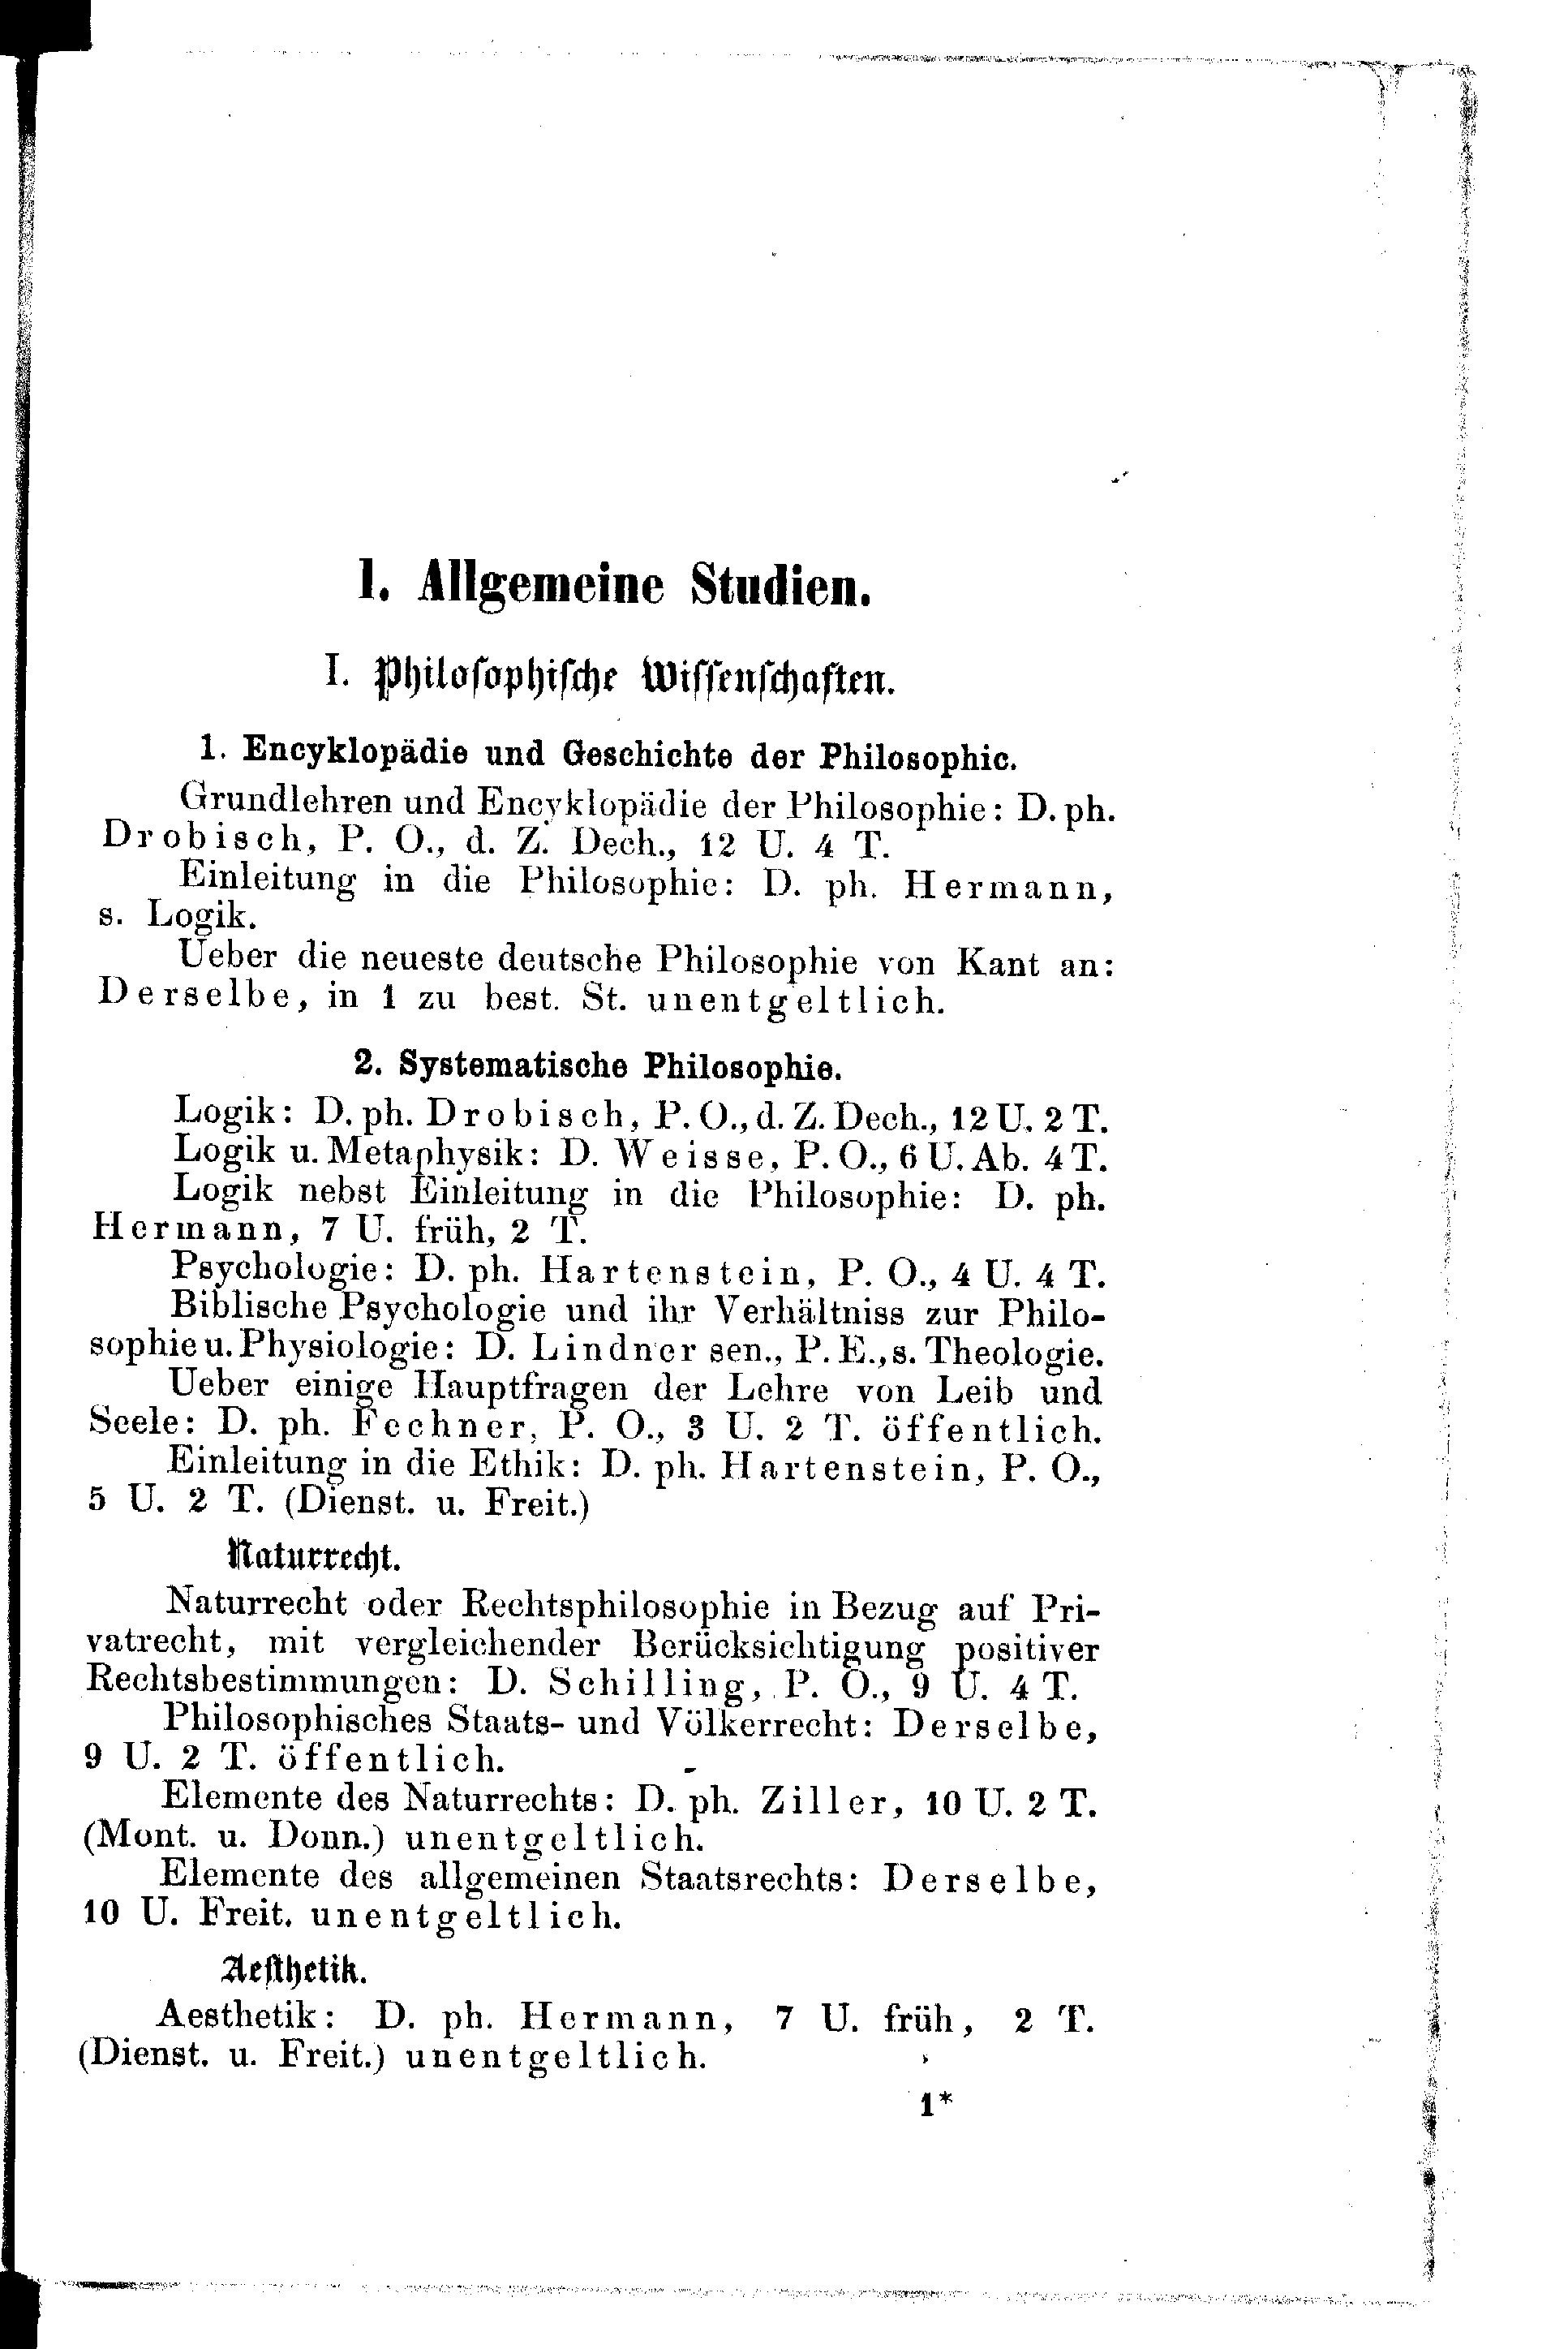 I. Allgemeine Studien.
I. Philosophische Wissenschaften.
1. Encyklopädie und Geschichte der Philosophie.
Grundlehren und Encyklopädie der Philosophie: D. ph.
Drobisch, P. O., d. Z. Dech., 12 U. 4 T.
Einleitung in die Philosophie: D. ph. Hermann,
s. Logik.
Ueber die neueste deutsche Philosophie von Kant an:
Derselbe, in 1 zu best. St. unentgeltlich.
2. Systematische Philosophie.
Logik: D. ph. Drobisch, P. O., d. Z. Dech., 12 U. 2 T.
Logik u. Metaphysik: D. Weisse, P. O., 6 U. Ab. 4 T.
Logik nebst Einleitung in die Philosophie: D. ph.
Hermann, 7 U. früh, 2 T.
Psychologie: D. ph. Hartenstein, P. O., 4 U. 4 T.
Biblische Psychologie und ihr Verhältniss zur Philo-
sophie u. Physiologie: D. Lindner sen., P. E., s. Theologie.
Ueber einige Hauptfragen der Lehre von Leib und
Seele: D. ph. Fechner, P. O., 3 U. 2 T. öffentlich.
Einleitung in die Ethik: D. ph. Hartenstein, P. O.,
5 U. 2 T. (Dienst. u. Freit.)
Naturrecht.
Naturrecht oder Rechtsphilosophie in Bezug auf Pri-
vatrecht, mit vergleichender Berücksichtigung positiver
Rechtsbestimmungen: D. Schilling, P. O., 9 U. 4 T.
Philosophisches Staats- und Völkerrecht: Derselbe,
9 U. 2 T. öffentlich.
Elemente des Naturrechts: D. ph. Ziller, 10 U. 2 T.
(Mont. u. Donn.) unentgeltlich.
Elemente des allgemeinen Staatsrechts: Derselbe,
10 U. Freit. unentgeltlich.
Aesthetik.
Aesthetik: D. ph. Hermann, 7 U. früh, 2 T.
(Dienst. u. Freit.) unentgeltlich.
1*